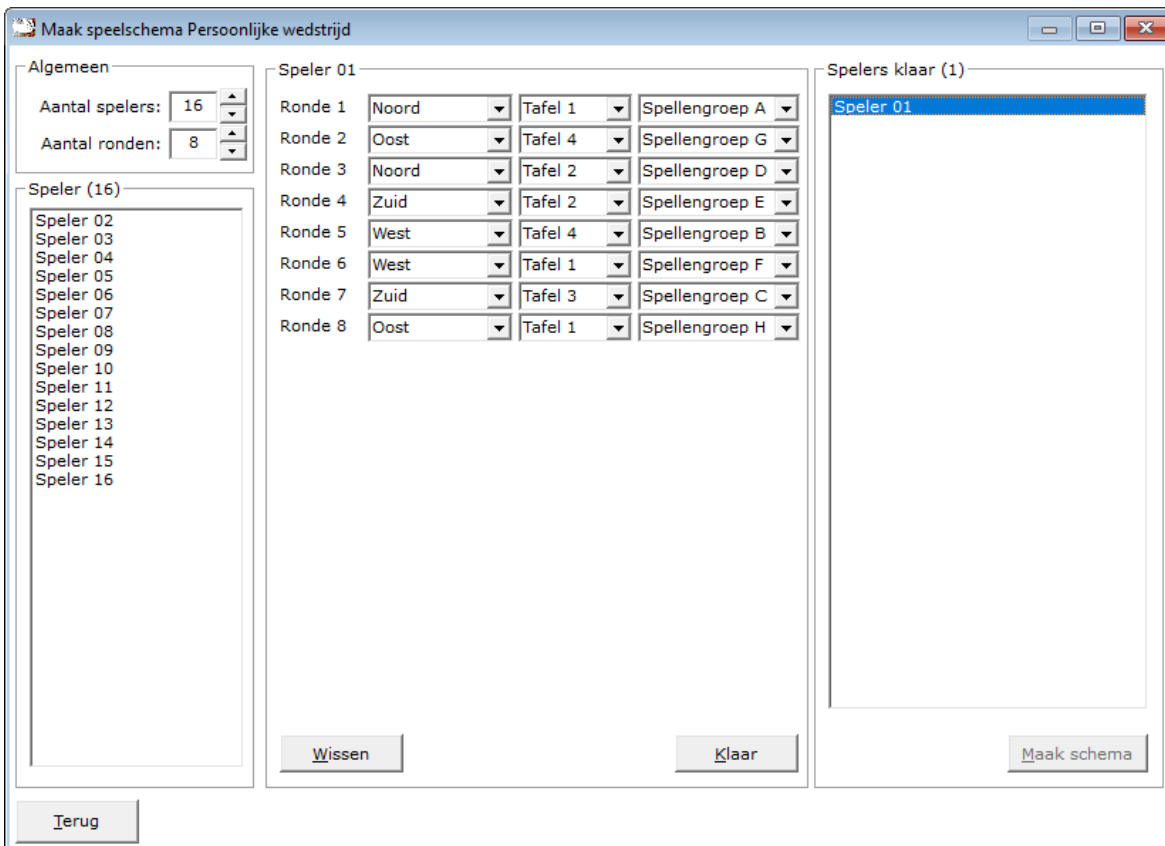 Maak speelschema Persoonlijke wedstrijd
Algemeen
Aantal spelers: 16
Aantal ronden: 8
Speler (16)
Speler 02
Speler 03
Speler 04
Speler 05
Speler 06
Speler 07
Speler 08
Speler 09
Speler 10
Speler 11
Speler 12
Speler 13
Speler 14
Speler 15
Speler 16
Speler 01
Ronde 1 Noord Tafel 1 Spellengroep A
Ronde 2 Oost Tafel 4 Spellengroep G
Ronde 3 Noord Tafel 2 Spellengroep D
Ronde 4 Zuid Tafel 2 Spellengroep E
Ronde 5 West Tafel 4 Spellengroep B
Ronde 6 West Tafel 1 Spellengroep F
Ronde 7 Zuid Tafel 3 Spellengroep C
Ronde 8 Oost Tafel 1 Spellengroep H
Wissen Klaar
Spelers klaar (1)
Speler 01
Maak schema
Terug